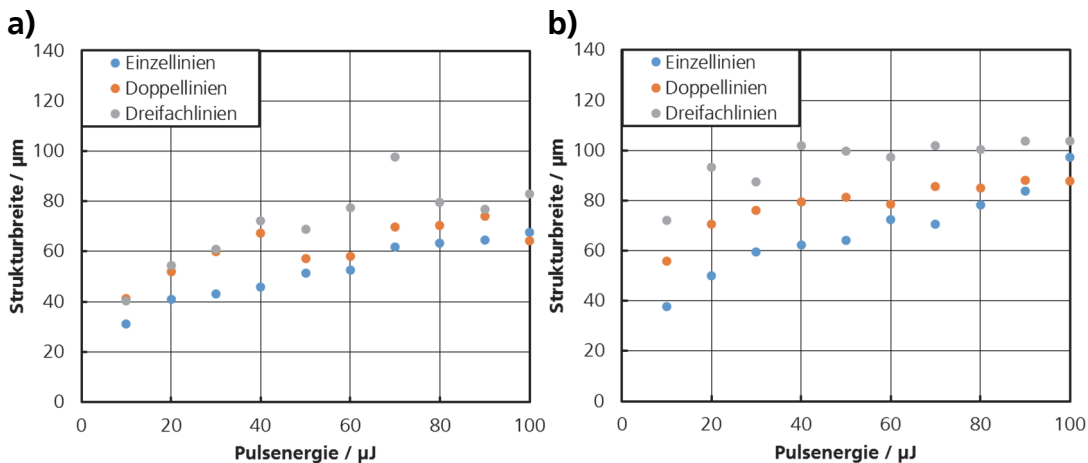 a)
140
120
100
80
60
40
20
0
Strukturbreite / µm
Einzellinien
Doppellinien
Dreifachlinien
0 20 40 60 80 100
Pulsenergie / µJ
b)
140
120
100
80
60
40
20
0
Strukturbreite / µm
Einzellinien
Doppellinien
Dreifachlinien
0 20 40 60 80 100
Pulsenergie / µJ